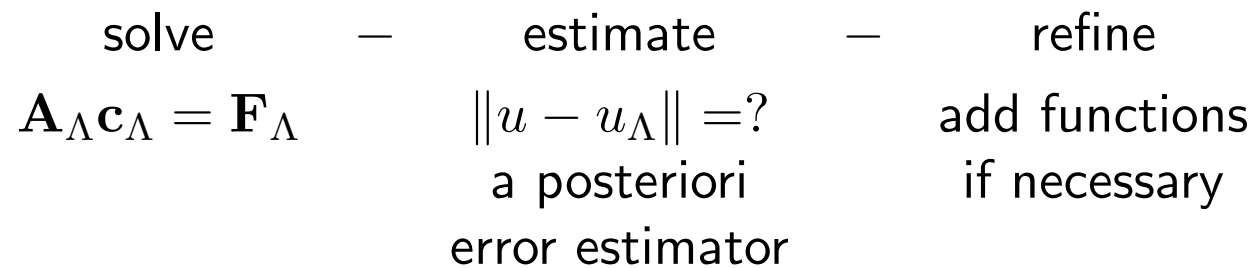 solve – estimate – refine
A_Λ c_Λ = F_Λ ‖u − u_Λ‖ =? add functions
a posteriori if necessary
error estimator